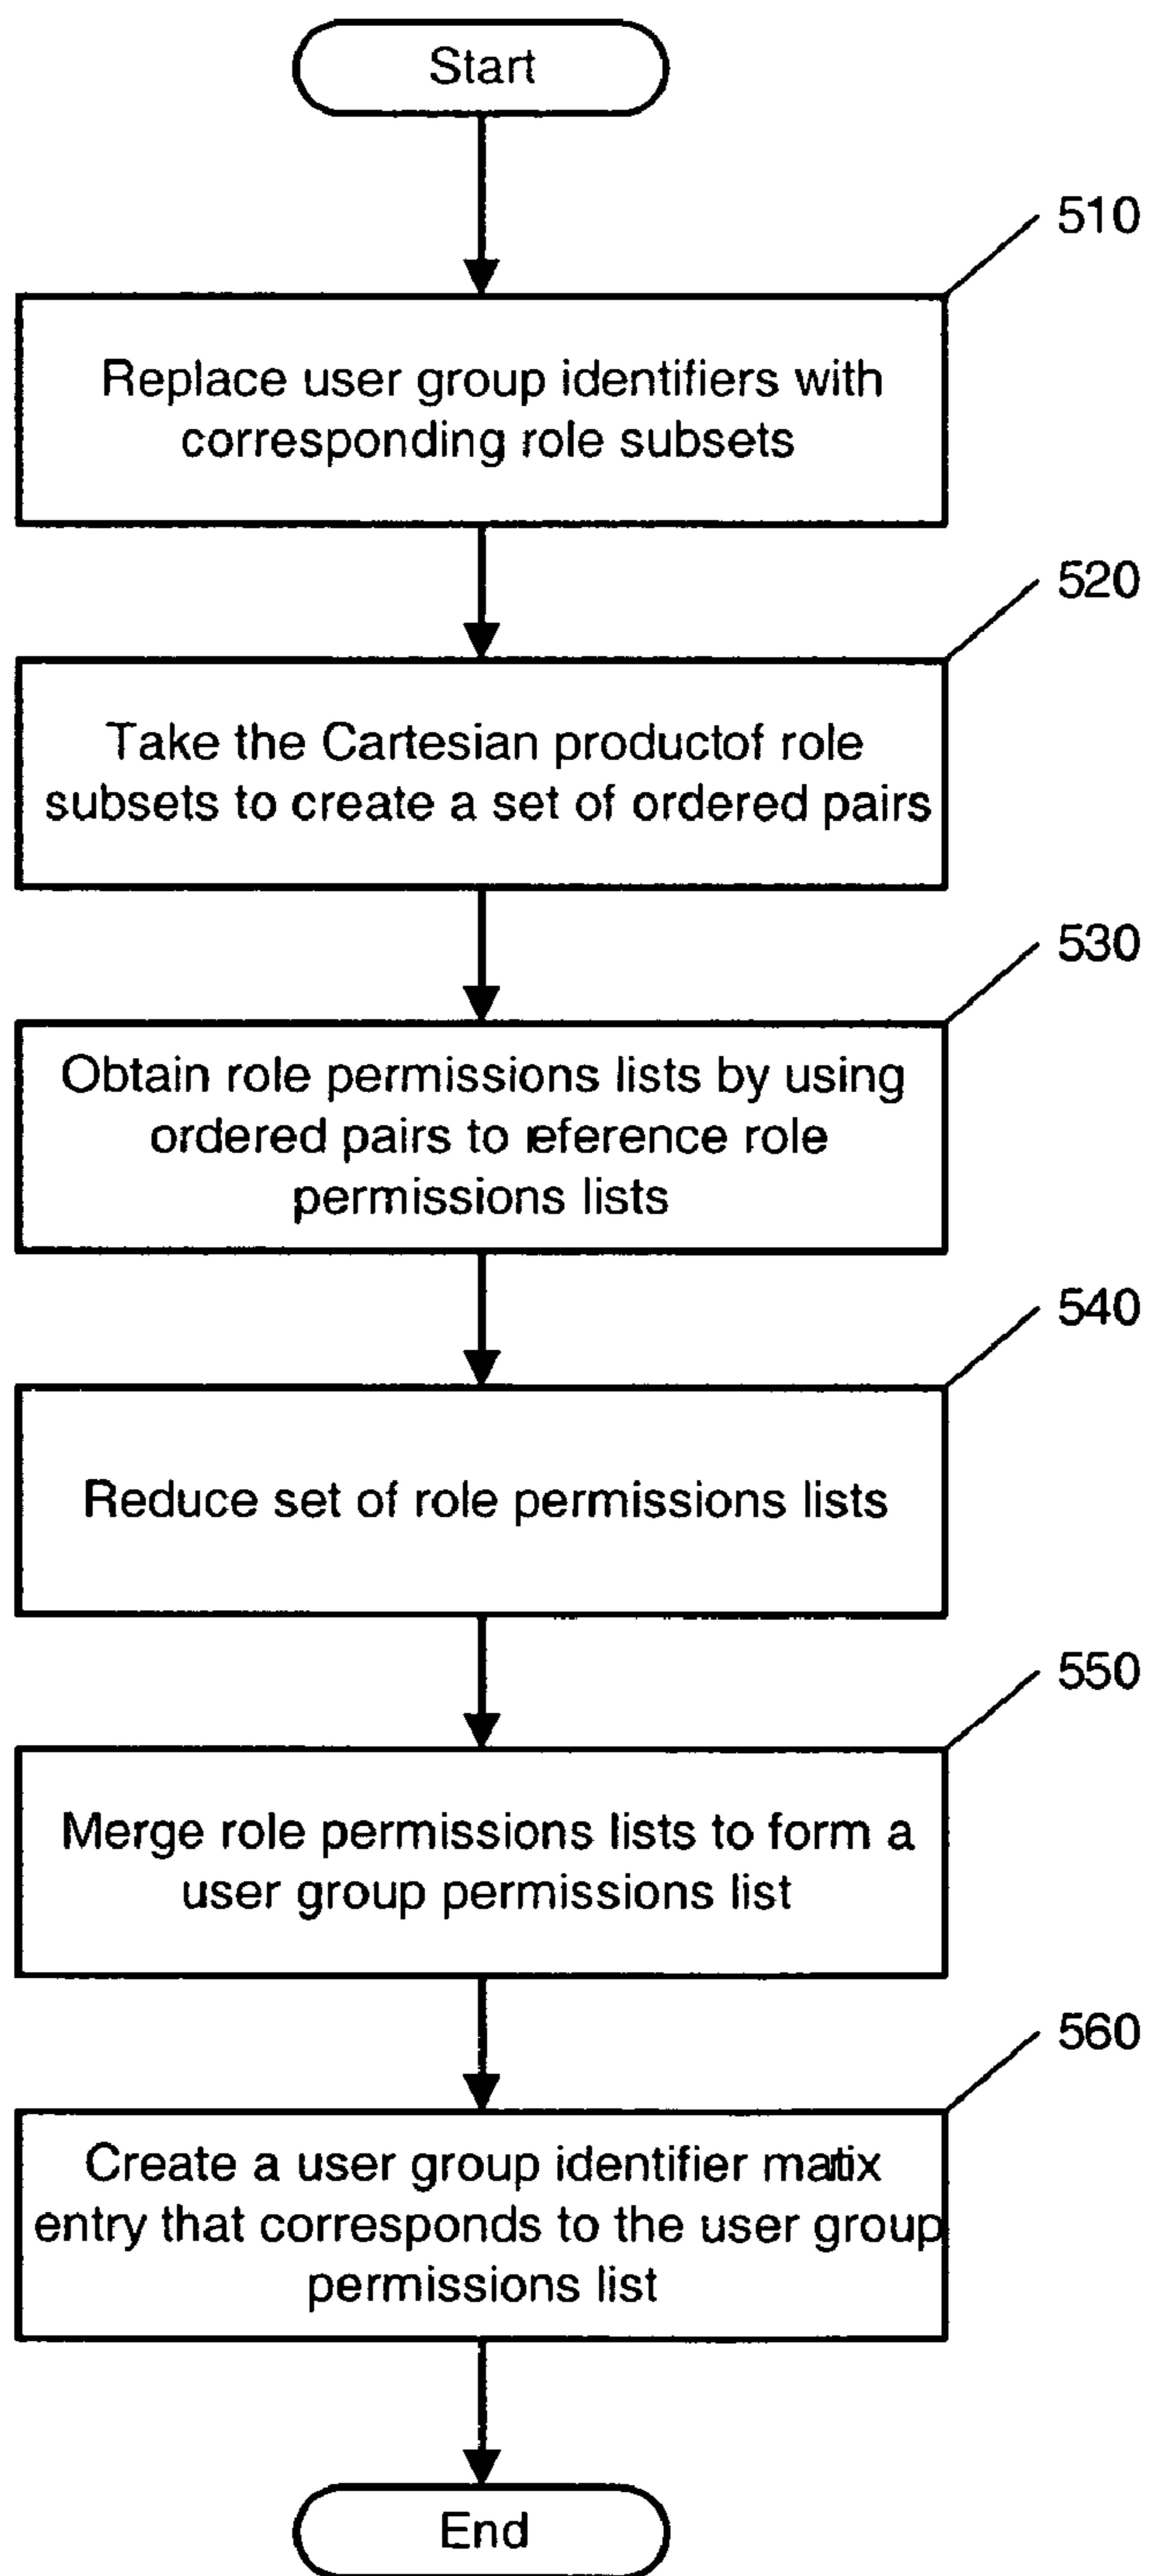 Start
510
Replace user group identifiers with
corresponding role subsets
520
Take the Cartesian productof role
subsets to create a set of ordered pairs
530
Obtain role permissions lists by using
ordered pairs to eference role
permissions lists
540
Reduce set of role permissions lists
550
Merge role permissions lists to form a
user group permissions list
560
Create a user group identifier matix
entry that corresponds to the user group
permissions list
End